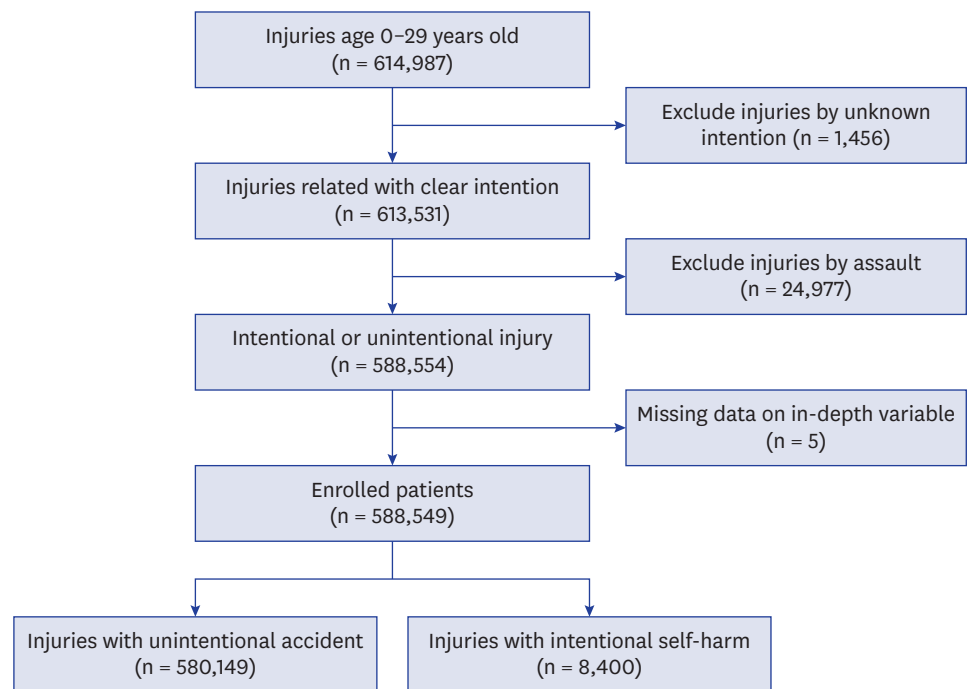 Injuries age 0–29 years old
(n = 614,987)
Exclude injuries by unknown
intention (n = 1,456)
Injuries related with clear intention
(n = 613,531)
Exclude injuries by assault
(n = 24,977)
Intentional or unintentional injury
(n = 588,554)
Missing data on in-depth variable
(n = 5)
Enrolled patients
(n = 588,549)
Injuries with unintentional accident
(n = 580,149)
Injuries with intentional self-harm
(n = 8,400)